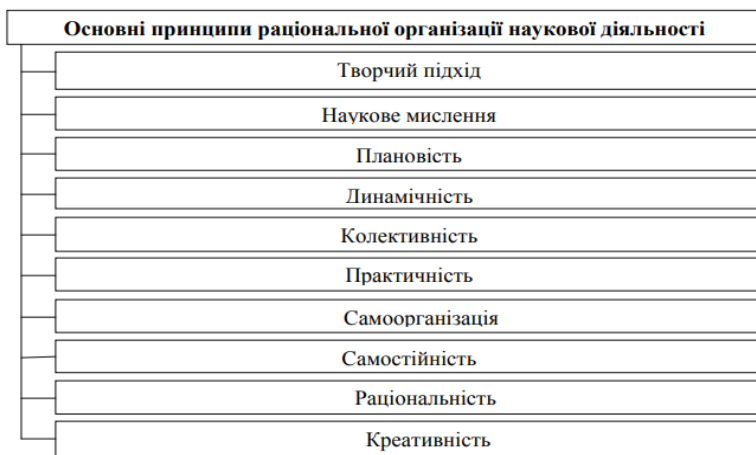 Основні принципи раціональної організації наукової діяльності
Творчий підхід
Наукове мислення
Плановість
Динамічність
Колективність
Практичність
Самоорганізація
Самостійність
Раціональність
Креативність